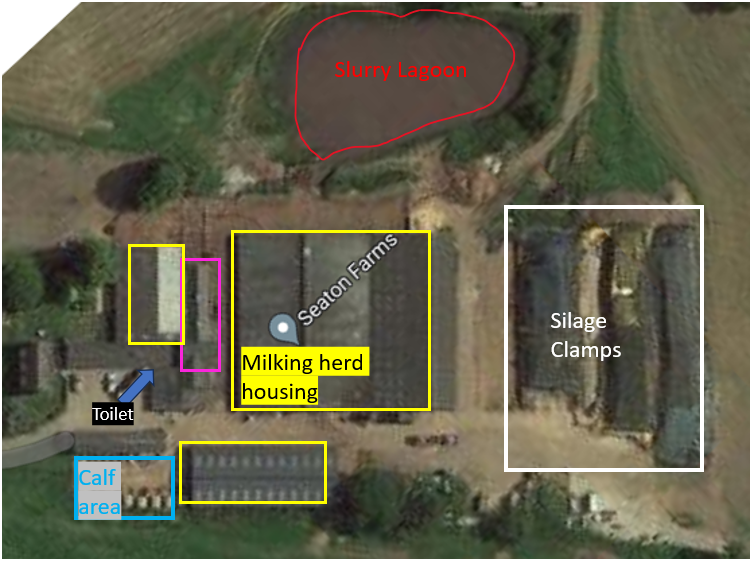 Slurry Lagoon
Seaton Farms
Silage
Clamps
Milking herd
housing
Toilet
Calf
area